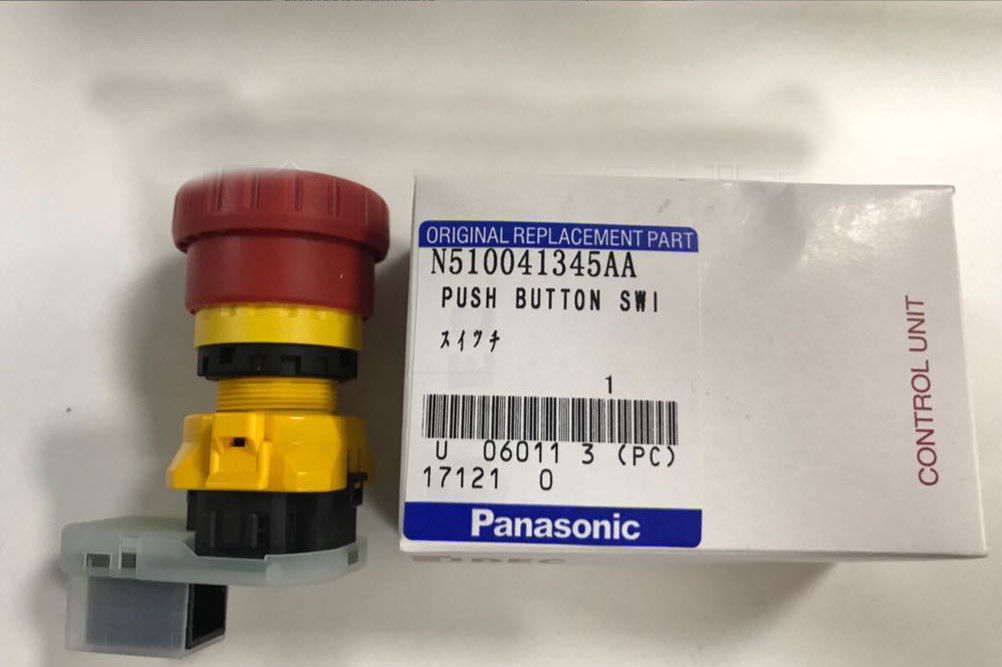 ORIGINAL REPLACEMENT PART
N510041345AA
PUSH BUTTON SWI
スイッチ
1
U 06011 3 (PC)
17121 0
Panasonic
CONTROL UNIT
IDEC